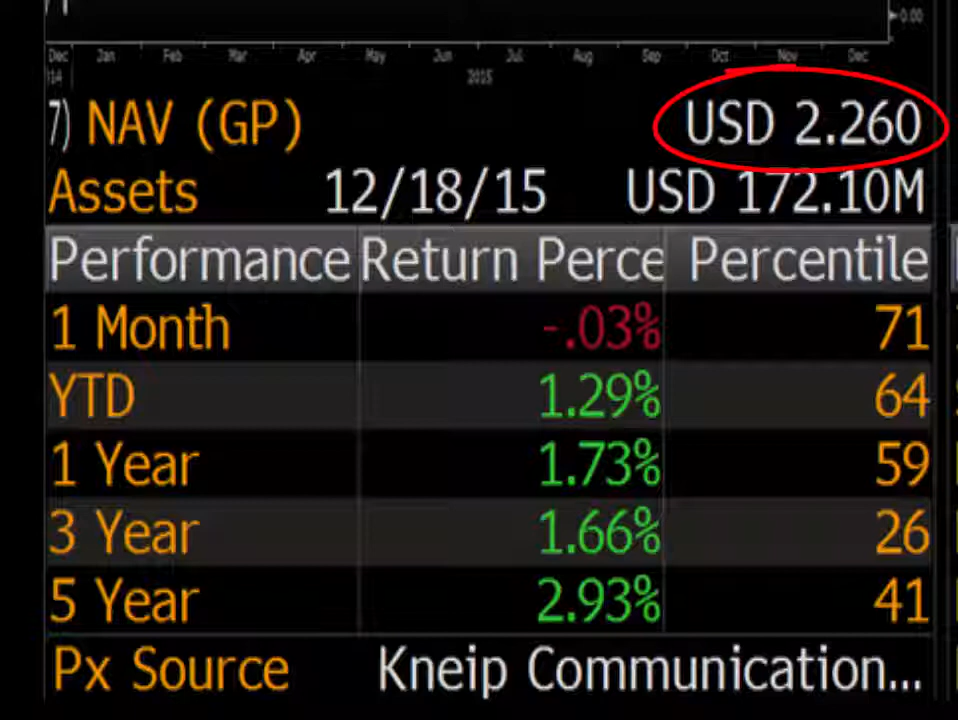 0.00
Dec Jan Feb Mar Apr May Jun Jul Aug Sep Oct Nov Dec
2015
7) NAV (GP) USD 2.260
Assets 12/18/15 USD 172.10M
Performance Return Perce Percentile
1 Month -.03% 71
YTD 1.29% 64
1 Year 1.73% 59
3 Year 1.66% 26
5 Year 2.93% 41
Px Source Kneip Communication...